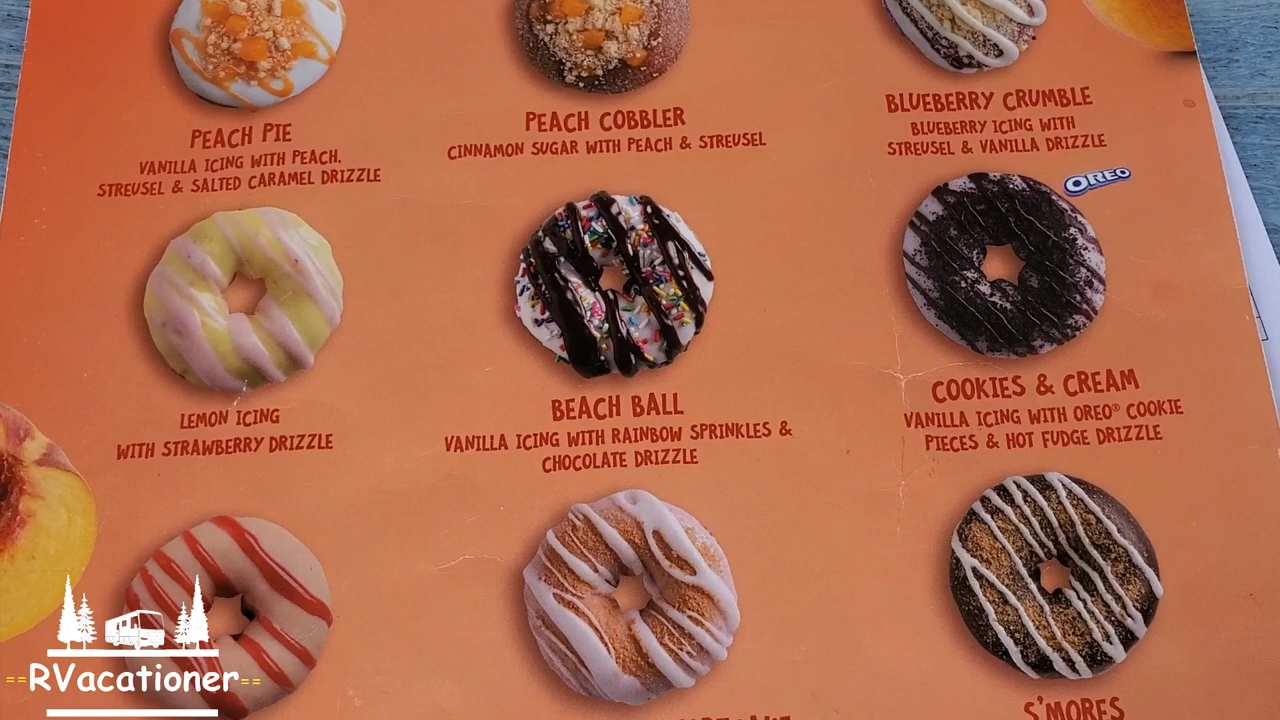 PEACH PIE
VANILLA ICING WITH PEACH,
STREUSEL & SALTED CARAMEL DRIZZLE
PEACH COBBLER
CINNAMON SUGAR WITH PEACH & STREUSEL
BLUEBERRY CRUMBLE
BLUEBERRY ICING WITH
STREUSEL & VANILLA DRIZZLE
OREO
LEMON ICING
WITH STRAWBERRY DRIZZLE
BEACH BALL
VANILLA ICING WITH RAINBOW SPRINKLES &
CHOCOLATE DRIZZLE
COOKIES & CREAM
VANILLA ICING WITH OREO® COOKIE
PIECES & HOT FUDGE DRIZZLE
S'MORES
==RVacationer==